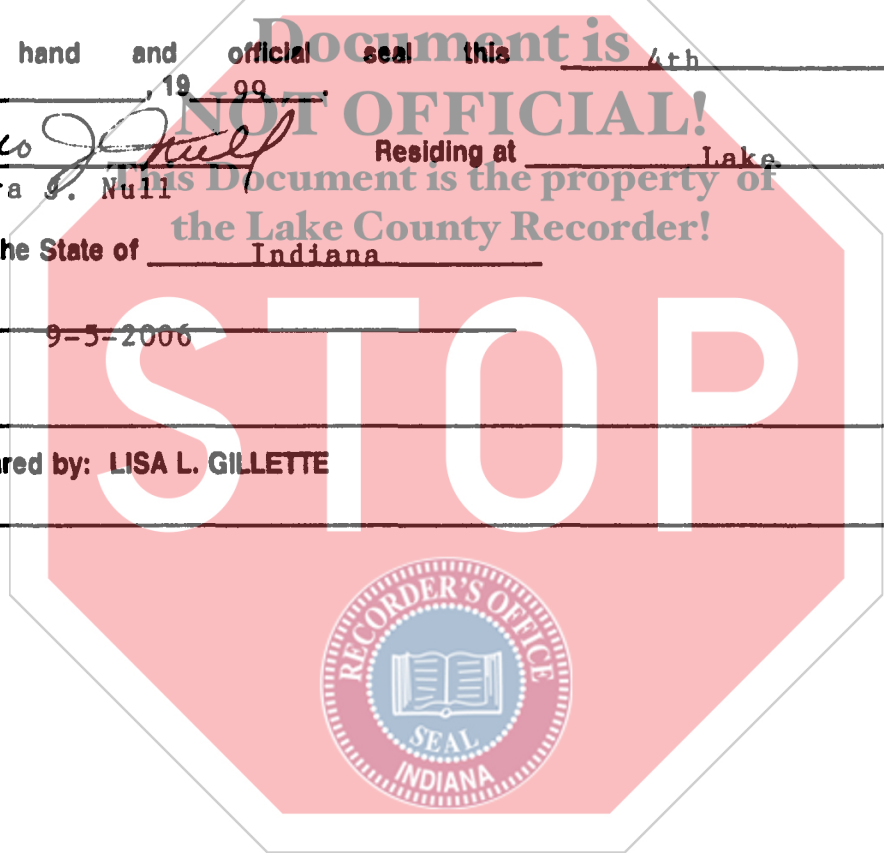 Document is
hand and official seal this 4th
, 19 99 .
NOT OFFICIAL!
J Null Residing at Lake
This Document is the property of
a J. Null
the Lake County Recorder!
he State of Indiana
9-5-2006
STOP
ared by: LISA L. GILLETTE
RECORDER'S OFFICE
SEAL
INDIANA